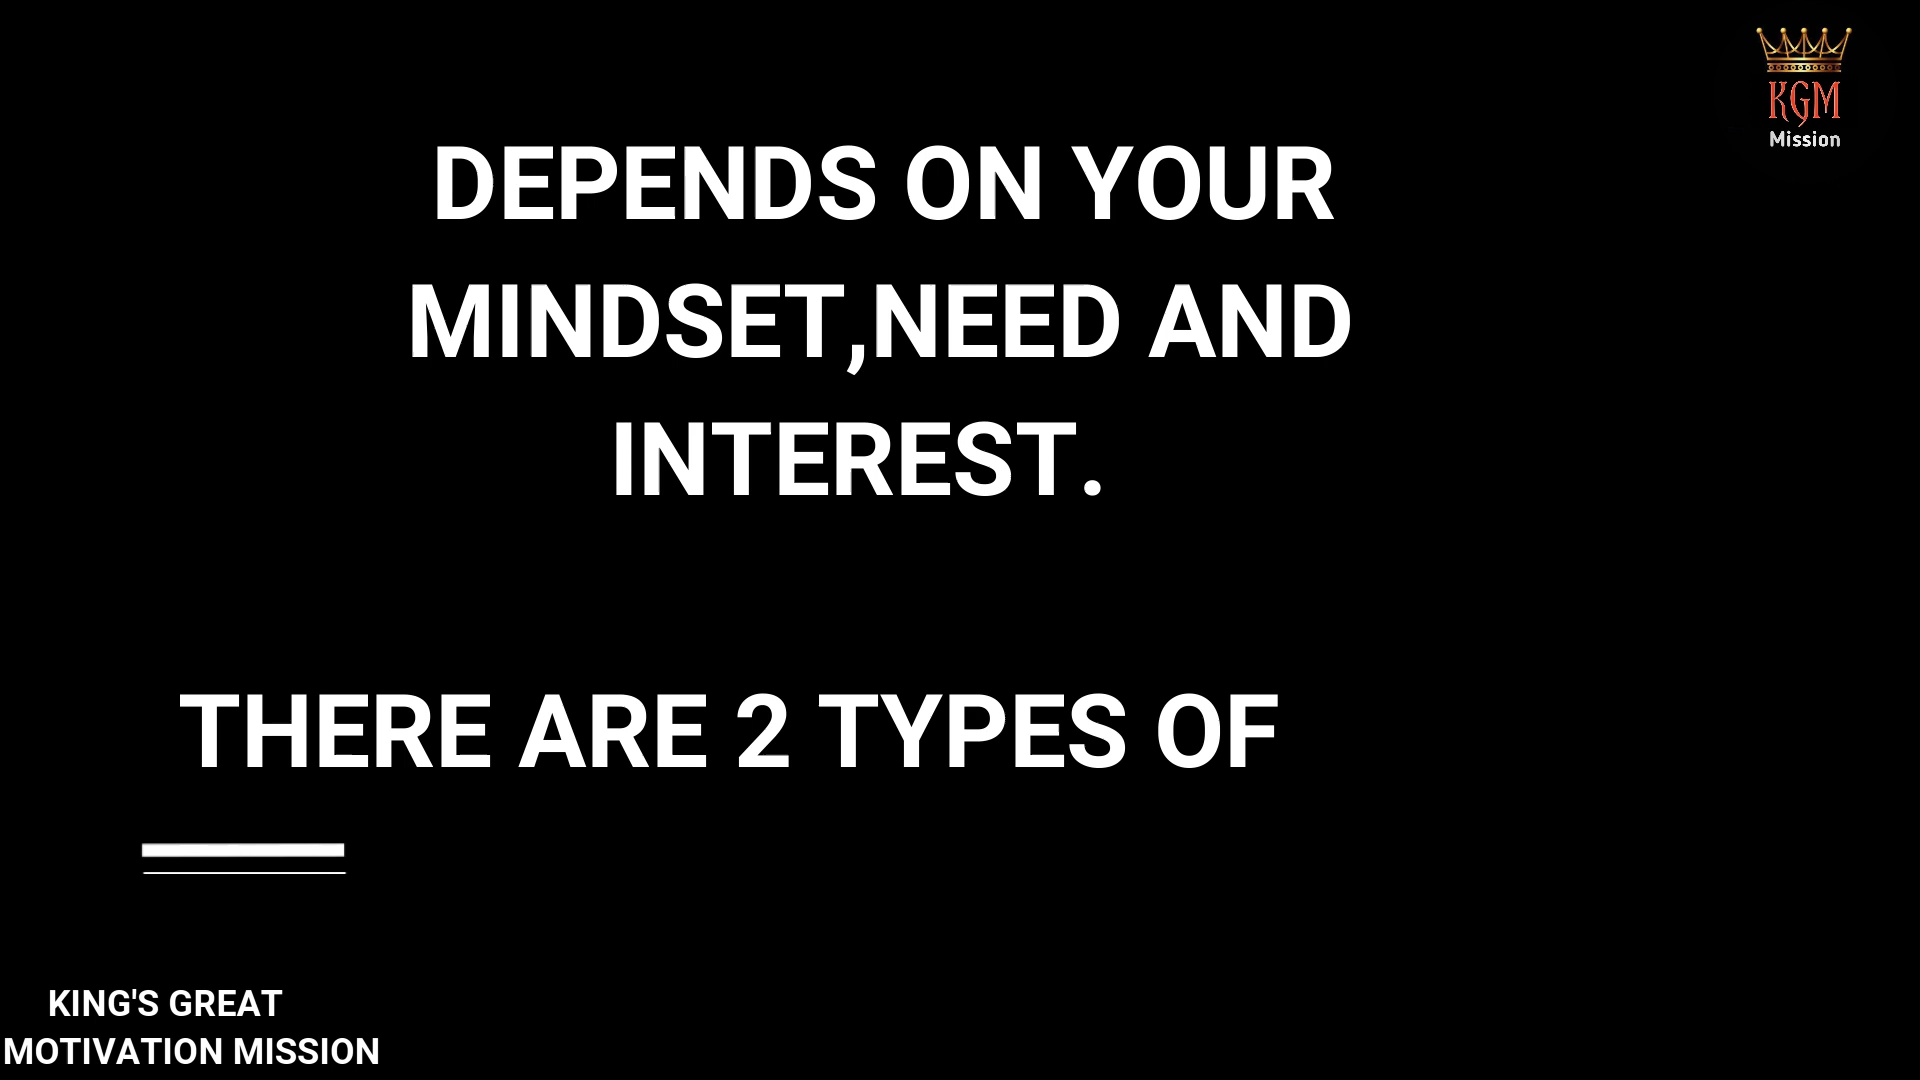 KGM
Mission
DEPENDS ON YOUR
MINDSET,NEED AND
INTEREST.
THERE ARE 2 TYPES OF
KING'S GREAT
MOTIVATION MISSION